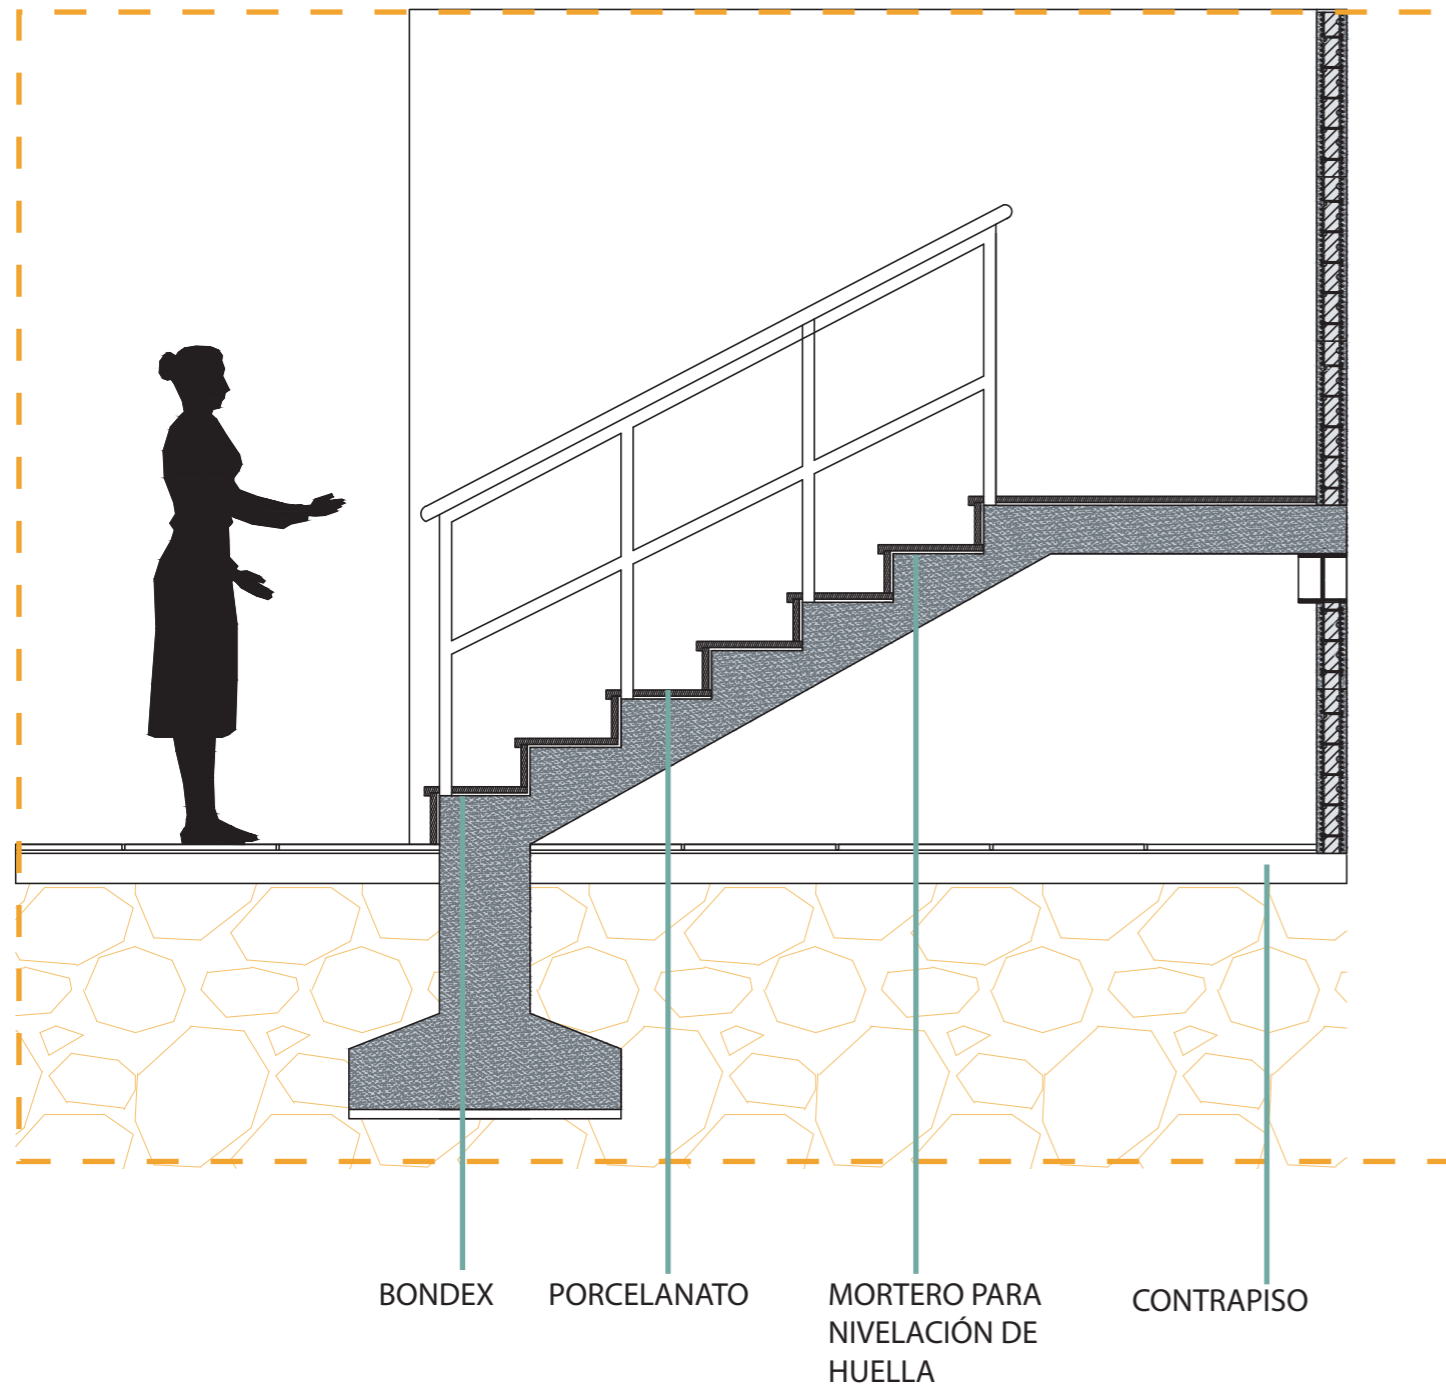 BONDEX
PORCELANATO
MORTERO PARA
NIVELACIÓN DE
HUELLA
CONTRAPISO